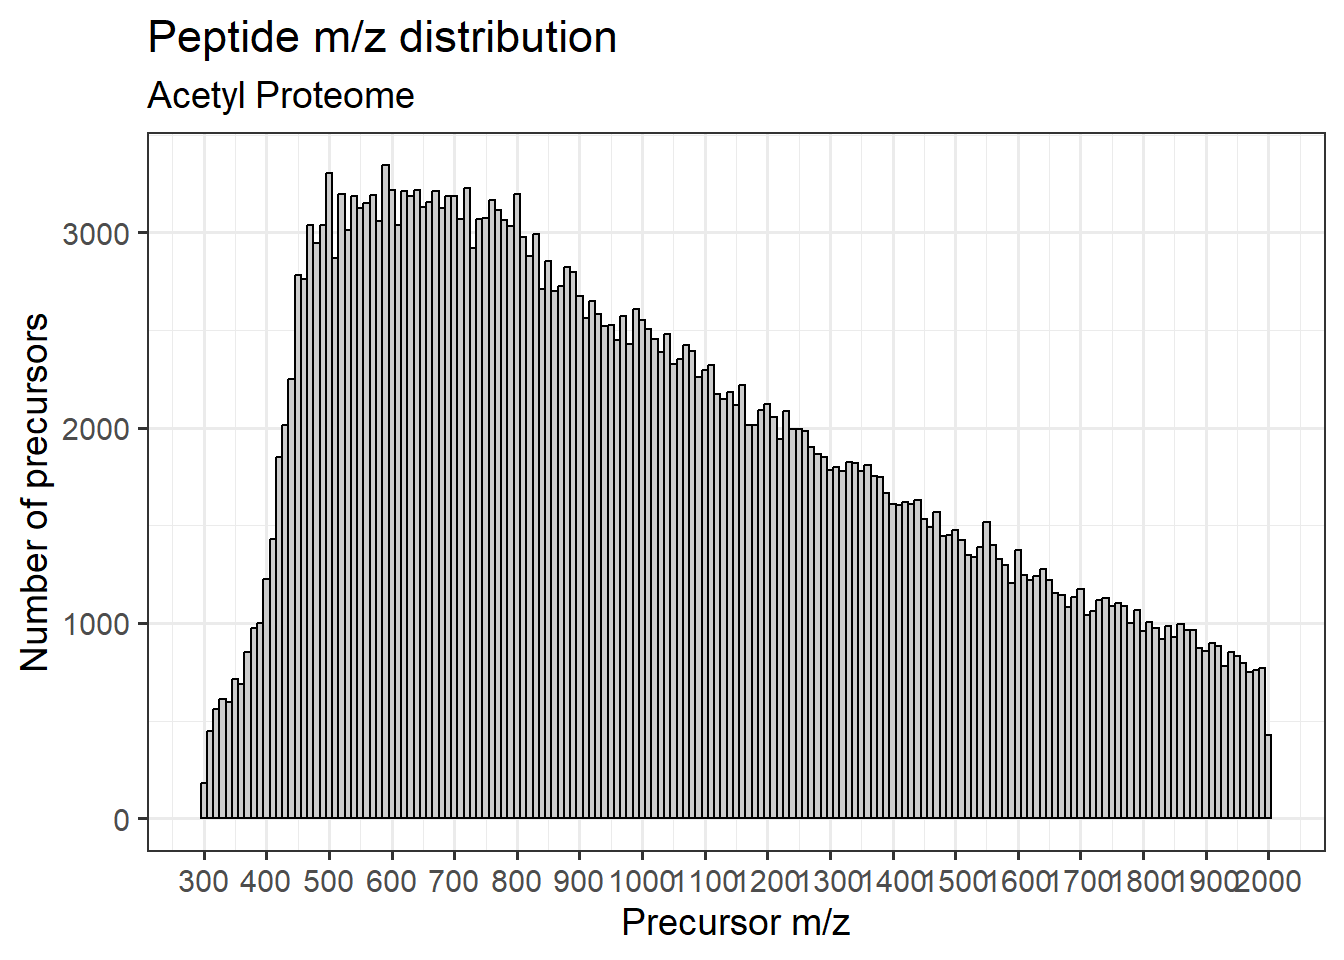 Peptide m/z distribution
Acetyl Proteome
Number of precursors
3000
2000
1000
0
300 400 500 600 700 800 900 1000 1100 1200 1300 1400 1500 1600 1700 1800 1900 2000
Precursor m/z